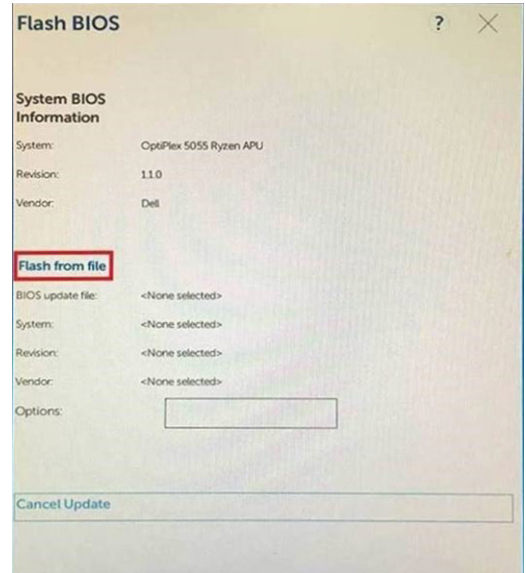 Flash BIOS ?
System BIOS
Information
System: OptiPlex 5055 Ryzen APU
Revision: 1.1.0
Vendor: Dell
Flash from file
BIOS update file: <None selected>
System: <None selected>
Revision: <None selected>
Vendor: <None selected>
Options:
Cancel Update